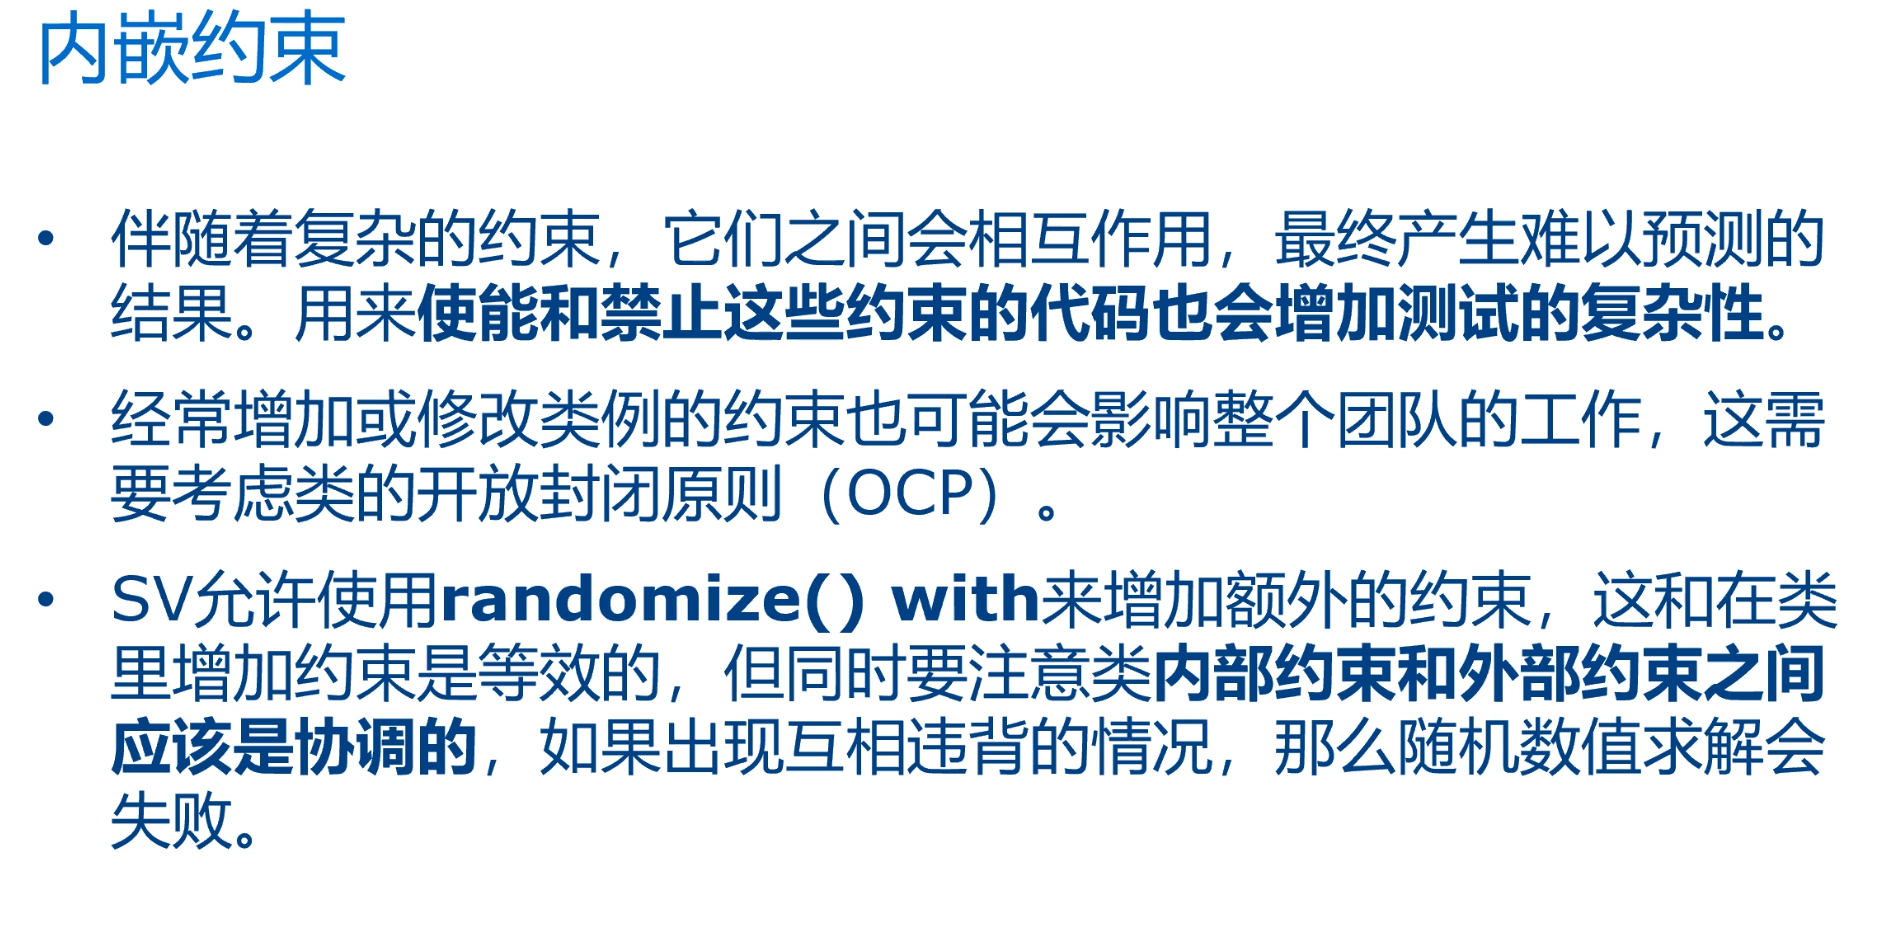 内嵌约束
• 伴随着复杂的约束，它们之间会相互作用，最终产生难以预测的
结果。用来使能和禁止这些约束的代码也会增加测试的复杂性。
• 经常增加或修改类例的约束也可能会影响整个团队的工作，这需
要考虑类的开放封闭原则（OCP）。
• SV允许使用randomize() with来增加额外的约束，这和在类
里增加约束是等效的，但同时要注意类内部约束和外部约束之间
应该是协调的，如果出现互相违背的情况，那么随机数值求解会
失败。